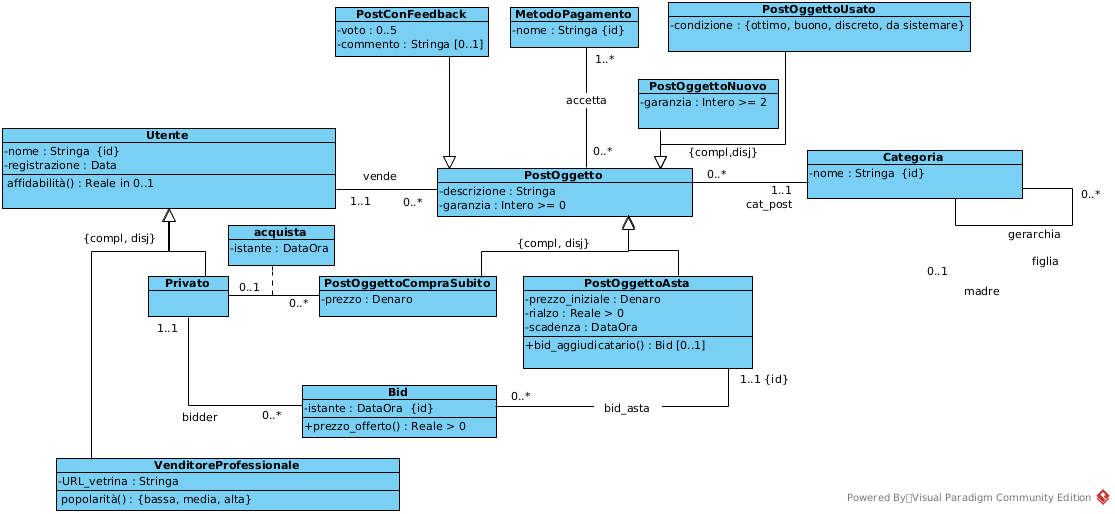 PostConFeedback
-voto : 0..5
-commento : Stringa [0..1]
MetodoPagamento
-nome : Stringa {id}
PostOggettoUsato
-condizione : {ottimo, buono, discreto, da sistemare}
1..*
accetta
0..*
PostOggettoNuovo
-garanzia : Intero >= 2
{compl,disj}
Utente
-nome : Stringa {id}
-registrazione : Data
affidabilità() : Reale in 0..1
vende
1..1
0..*
PostOggetto
-descrizione : Stringa
-garanzia : Intero >= 0
0..*
1..1
cat_post
Categoria
-nome : Stringa {id}
0..*
gerarchia
figlia
0..1
madre
{compl, disj}
acquista
-istante : DataOra
{compl, disj}
Privato
0..1
0..*
PostOggettoCompraSubito
-prezzo : Denaro
PostOggettoAsta
-prezzo_iniziale : Denaro
-rialzo : Reale > 0
-scadenza : DataOra
+bid_aggiudicatario() : Bid [0..1]
1..1
1..1 {id}
Bid
-istante : DataOra {id}
+prezzo_offerto() : Reale > 0
0..*
bid_asta
bidder
0..*
VenditoreProfessionale
-URL_vetrina : Stringa
popolarità() : {bassa, media, alta}
Powered By Visual Paradigm Community Edition